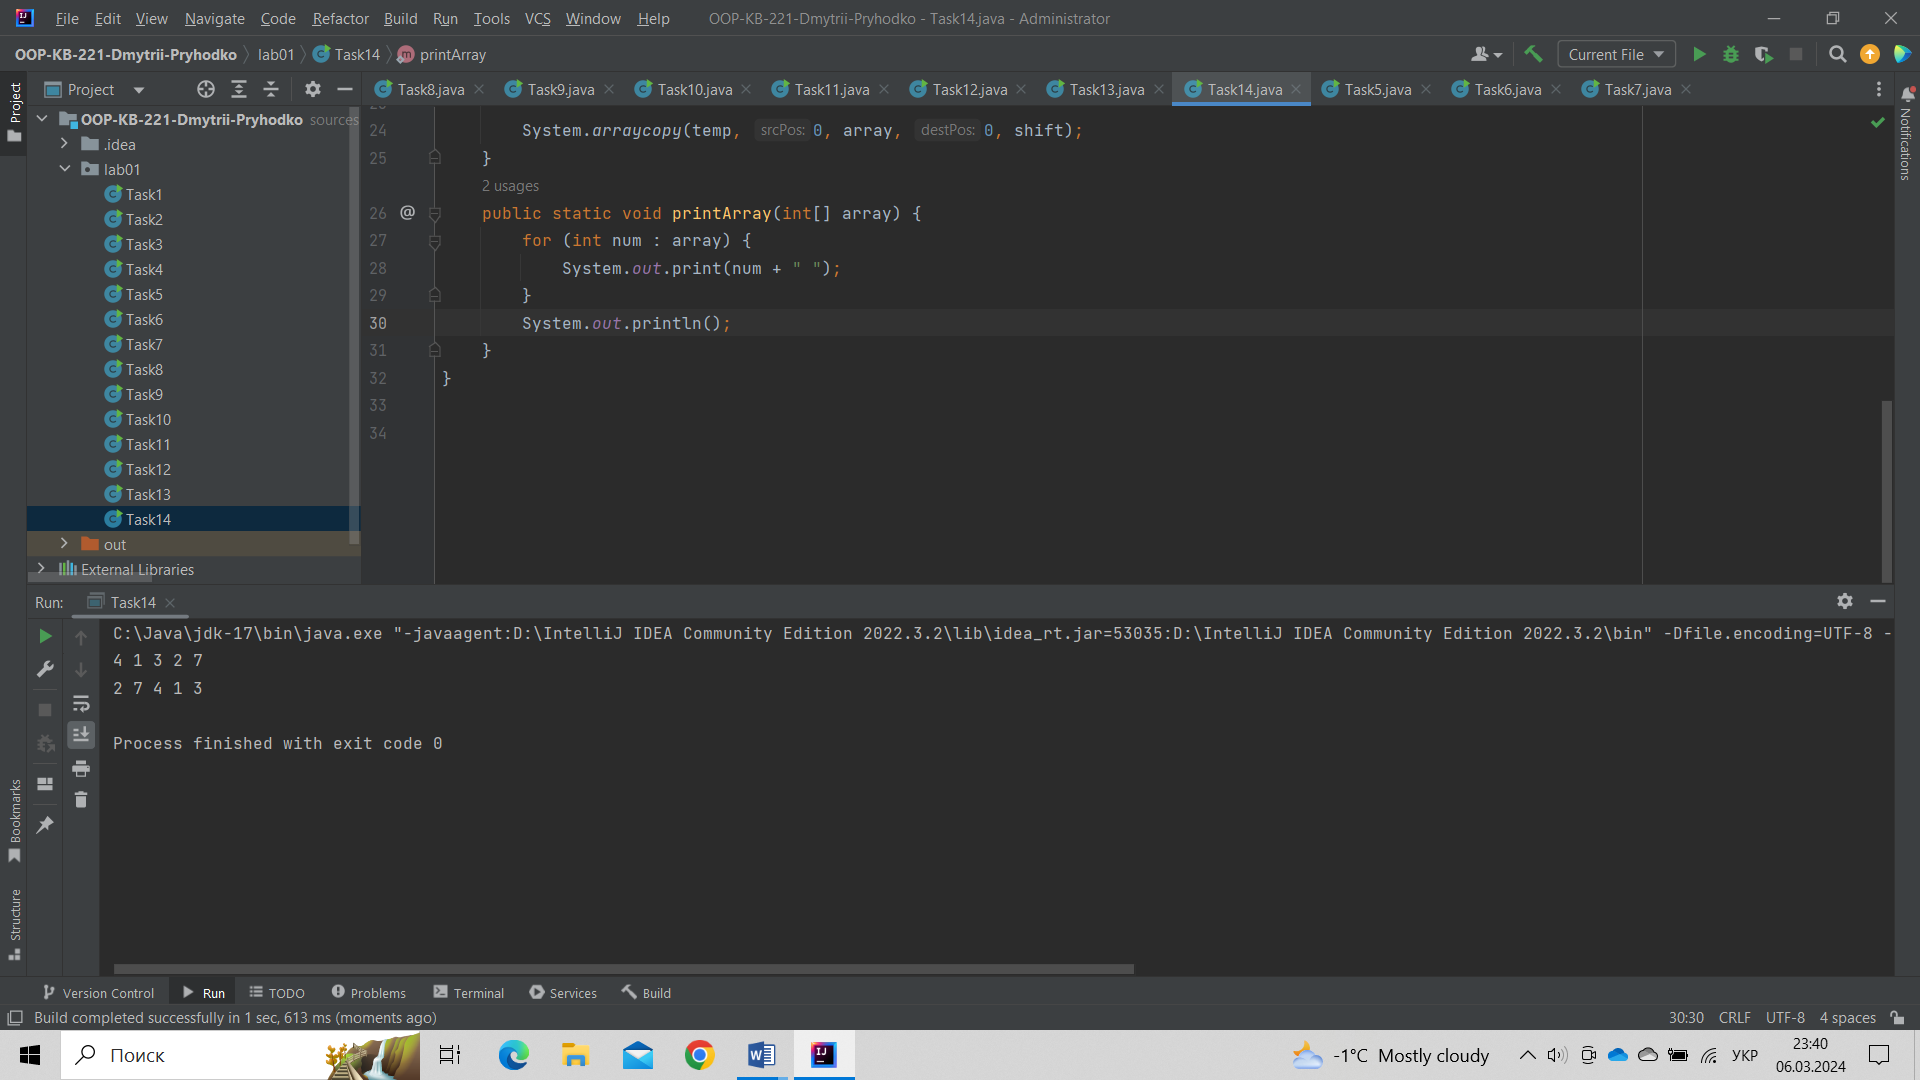 File Edit View Navigate Code Refactor Build Run Tools VCS Window Help OOP-KB-221-Dmytrii-Pryhodko - Task14.java - Administrator
OOP-KB-221-Dmytrii-Pryhodko lab01 Task14 printArray Current File
Project Task8.java Task9.java Task10.java Task11.java Task12.java Task13.java Task14.java Task5.java Task6.java Task7.java
Project
Notifications
OOP-KB-221-Dmytrii-Pryhodko sources
.idea
lab01
Task1
Task2
Task3
Task4
Task5
Task6
Task7
Task8
Task9
Task10
Task11
Task12
Task13
Task14
out
External Libraries
24 System.arraycopy(temp, srcPos: 0, array, destPos: 0, shift);
25 }
2 usages
26 @ public static void printArray(int[] array) {
27 for (int num : array) {
28 System.out.print(num + " ");
29 }
30 System.out.println();
31 }
32 }
33
34
Run: Task14
C:\Java\jdk-17\bin\java.exe "-javaagent:D:\IntelliJ IDEA Community Edition 2022.3.2\lib\idea_rt.jar=53035:D:\IntelliJ IDEA Community Edition 2022.3.2\bin" -Dfile.encoding=UTF-8 -
4 1 3 2 7
2 7 4 1 3
Process finished with exit code 0
Bookmarks
Structure
Version Control Run TODO Problems Terminal Services Build
Build completed successfully in 1 sec, 613 ms (moments ago) 30:30 CRLF UTF-8 4 spaces
Поиск -1°C Mostly cloudy УКР 23:40
06.03.2024